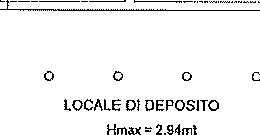 LOCALE DI DEPOSITO
Hmax = 2.94mt